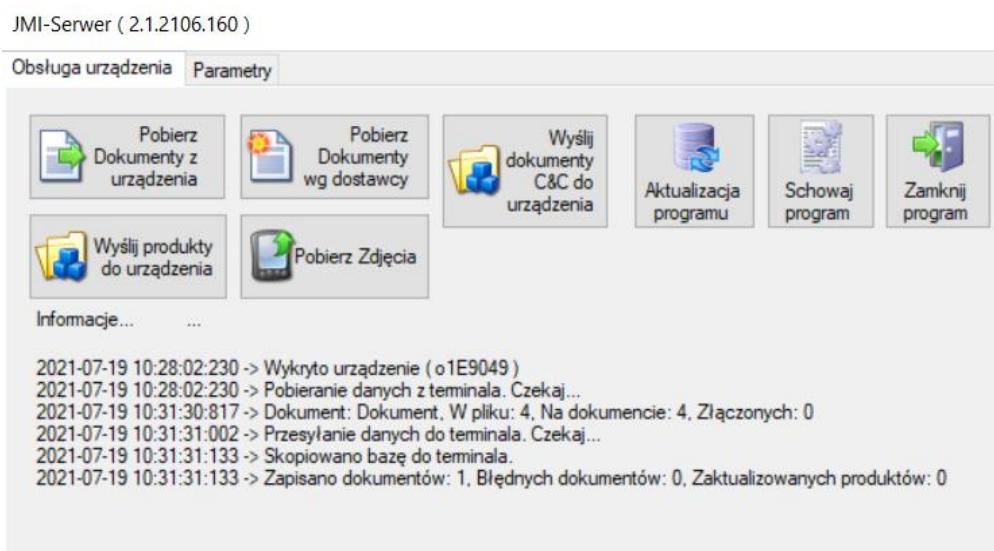 JMI-Serwer ( 2.1.2106.160 )
Obsługa urządzenia
Parametry
Pobierz
Dokumenty z
urządzenia
Pobierz
Dokumenty
wg dostawcy
Wyślij
dokumenty
C&C do
urządzenia
Aktualizacja
programu
Schowaj
program
Zamknij
program
Wyślij produkty
do urządzenia
Pobierz Zdjęcia
Informacje... ...
2021-07-19 10:28:02:230 -> Wykryto urządzenie ( o1E9049 )
2021-07-19 10:28:02:230 -> Pobieranie danych z terminala. Czekaj...
2021-07-19 10:31:30:817 -> Dokument: Dokument, W pliku: 4, Na dokumencie: 4, Złączonych: 0
2021-07-19 10:31:31:002 -> Przesyłanie danych do terminala. Czekaj...
2021-07-19 10:31:31:133 -> Skopiowano bazę do terminala.
2021-07-19 10:31:31:133 -> Zapisano dokumentów: 1, Błędnych dokumentów: 0, Zaktualizowanych produktów: 0